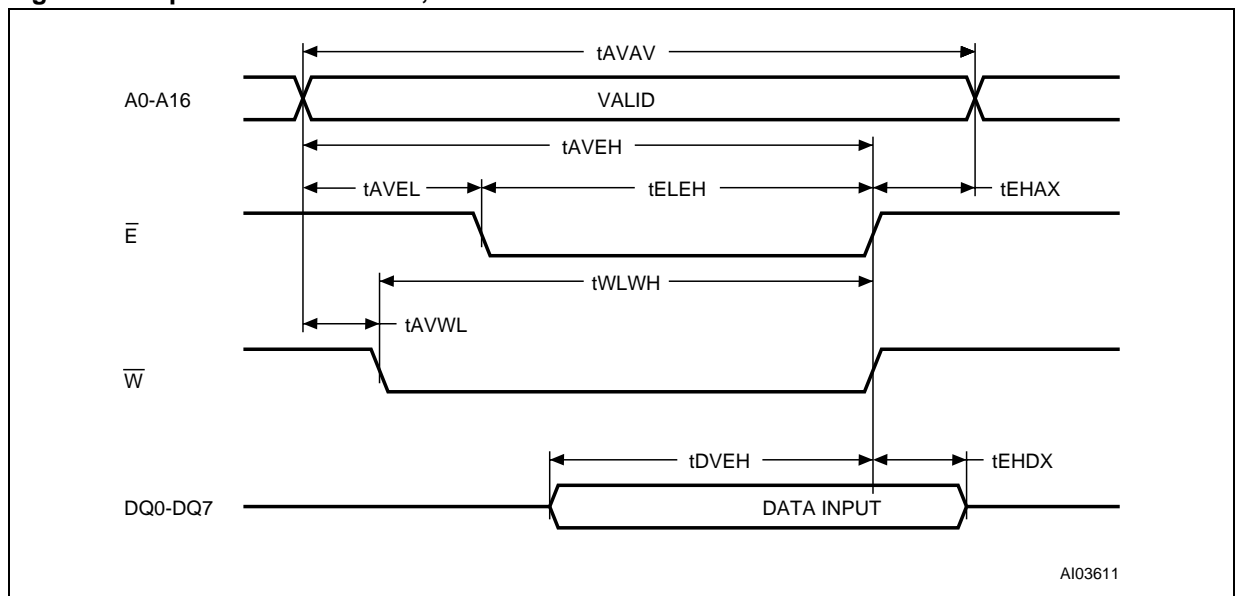 tAVAV
A0-A16 VALID
tAVEH
tAVEL tELEH tEHAX
E̅
tWLWH
tAVWL
W̅
tDVEH tEHDX
DQ0-DQ7 DATA INPUT
AI03611